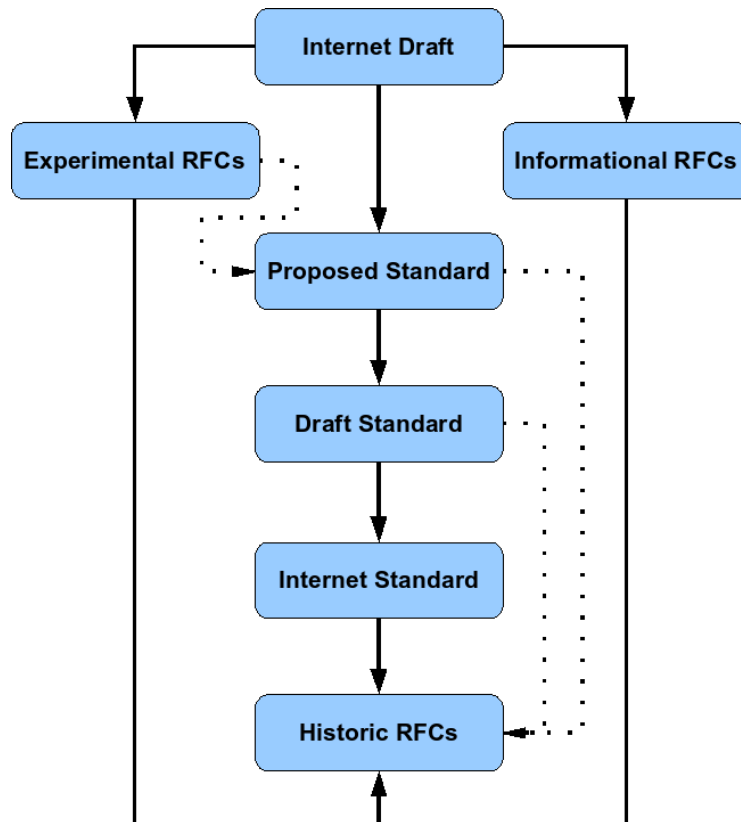 Internet Draft
Experimental RFCs
Informational RFCs
Proposed Standard
Draft Standard
Internet Standard
Historic RFCs